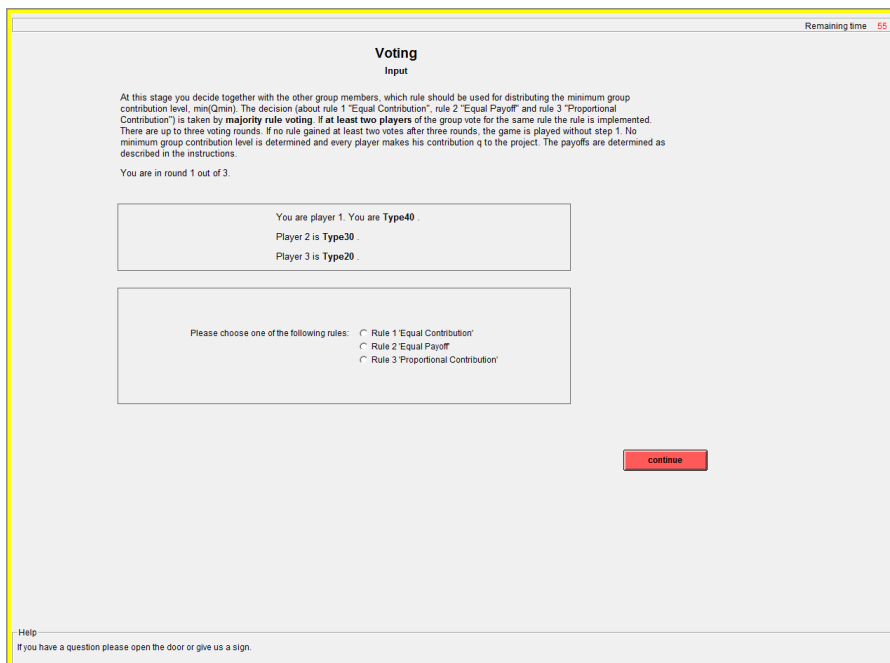 Remaining time 55
Voting
Input
At this stage you decide together with the other group members, which rule should be used for distributing the minimum group
contribution level, min(Qmin). The decision (about rule 1 "Equal Contribution", rule 2 "Equal Payoff" and rule 3 "Proportional
Contribution") is taken by majority rule voting. If at least two players of the group vote for the same rule the rule is implemented.
There are up to three voting rounds. If no rule gained at least two votes after three rounds, the game is played without step 1. No
minimum group contribution level is determined and every player makes his contribution q to the project. The payoffs are determined as
described in the instructions.
You are in round 1 out of 3.
You are player 1. You are Type40 .
Player 2 is Type30 .
Player 3 is Type20 .
Please choose one of the following rules: Rule 1 'Equal Contribution'
Rule 2 'Equal Payoff'
Rule 3 'Proportional Contribution'
continue
Help
If you have a question please open the door or give us a sign.